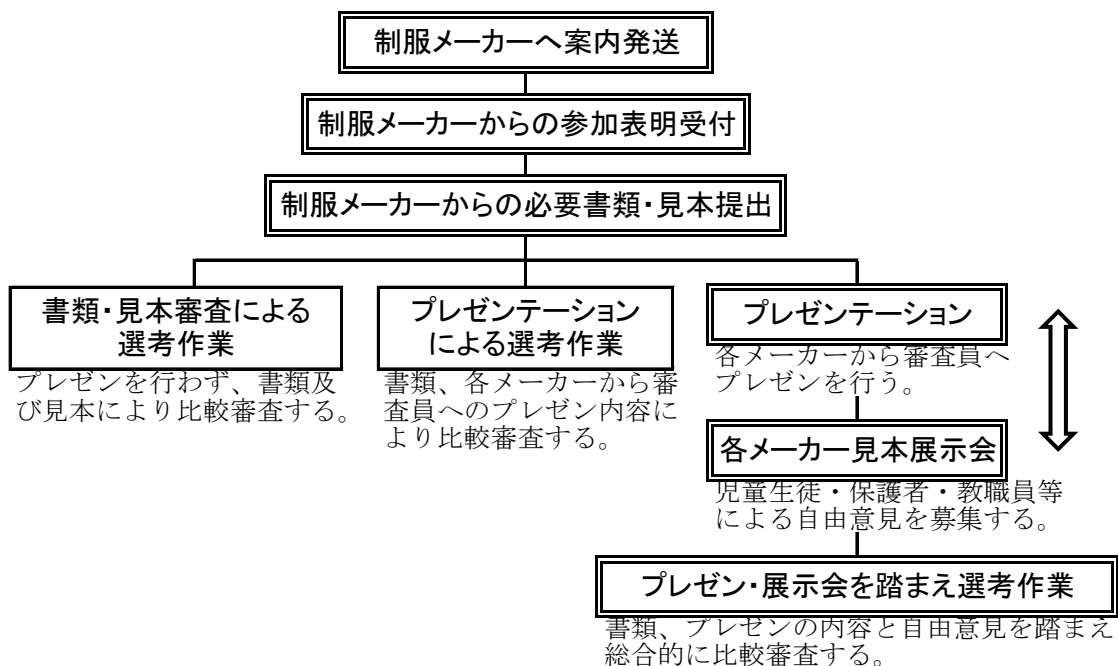 制服メーカーへ案内発送
制服メーカーからの参加表明受付
制服メーカーからの必要書類・見本提出
書類・見本審査による
選考作業
プレゼンを行わず、書類及
び見本により比較審査する。
プレゼンテーション
による選考作業
書類、各メーカーから審
査員へのプレゼン内容に
より比較審査する。
プレゼンテーション
各メーカーから審査員へ
プレゼンを行う。
各メーカー見本展示会
児童生徒・保護者・教職員等
による自由意見を募集する。
プレゼン・展示会を踏まえ選考作業
書類、プレゼンの内容と自由意見を踏まえ
総合的に比較審査する。